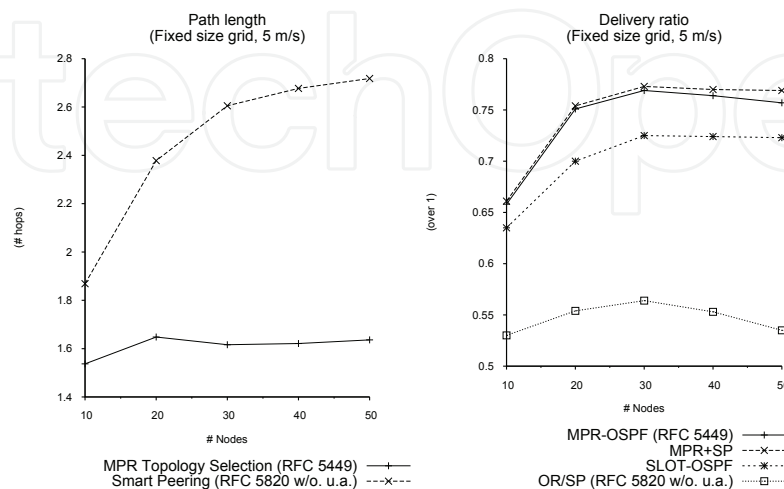 techOpe
Path length
(Fixed size grid, 5 m/s)
2.8
2.6
2.4
2.2
2
1.8
1.6
1.4
(# hops)
10 20 30 40 50
# Nodes
MPR Topology Selection (RFC 5449)
Smart Peering (RFC 5820 w/o. u.a.)
Delivery ratio
(Fixed size grid, 5 m/s)
0.8
0.75
0.7
0.65
0.6
0.55
0.5
(over 1)
10 20 30 40 50
# Nodes
MPR-OSPF (RFC 5449)
MPR+SP
SLOT-OSPF
OR/SP (RFC 5820 w/o. u.a.)